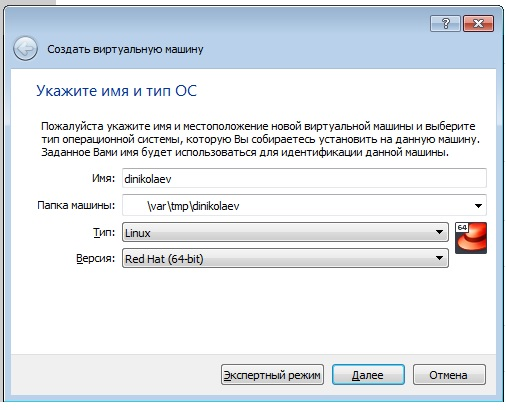 Создать виртуальную машину
Укажите имя и тип ОС
Пожалуйста укажите имя и местоположение новой виртуальной машины и выберите
тип операционной системы, которую Вы собираетесь установить на данную машину.
Заданное Вами имя будет использоваться для идентификации данной машины.
Имя: dinikolaev
Папка машины: \var\tmp\dinikolaev
Тип: Linux
64
Версия: Red Hat (64-bit)
Экспертный режим Далее Отмена